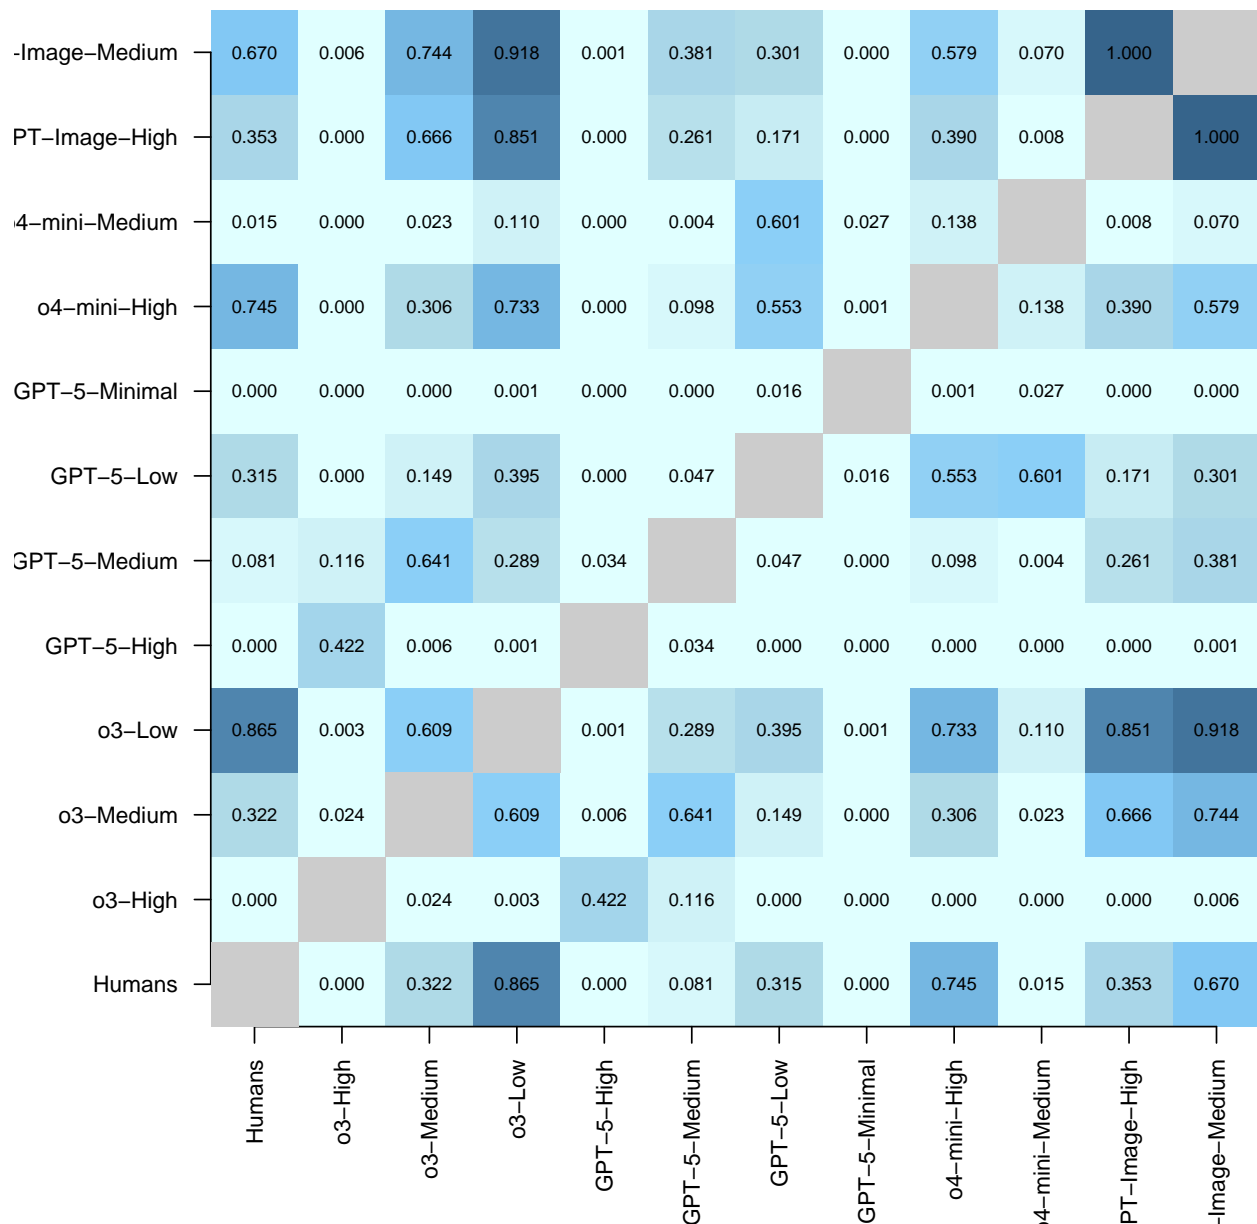 -Image-Medium 0.670 0.006 0.744 0.918 0.001 0.381 0.301 0.000 0.579 0.070 1.000
PT-Image-High 0.353 0.000 0.666 0.851 0.000 0.261 0.171 0.000 0.390 0.008 1.000
o4-mini-Medium 0.015 0.000 0.023 0.110 0.000 0.004 0.601 0.027 0.138 0.008 0.070
o4-mini-High 0.745 0.000 0.306 0.733 0.000 0.098 0.553 0.001 0.138 0.390 0.579
GPT-5-Minimal 0.000 0.000 0.000 0.001 0.000 0.000 0.016 0.001 0.027 0.000 0.000
GPT-5-Low 0.315 0.000 0.149 0.395 0.000 0.047 0.016 0.553 0.601 0.171 0.301
GPT-5-Medium 0.081 0.116 0.641 0.289 0.034 0.047 0.000 0.098 0.004 0.261 0.381
GPT-5-High 0.000 0.422 0.006 0.001 0.034 0.000 0.000 0.000 0.000 0.000 0.001
o3-Low 0.865 0.003 0.609 0.001 0.289 0.395 0.001 0.733 0.110 0.851 0.918
o3-Medium 0.322 0.024 0.609 0.006 0.641 0.149 0.000 0.306 0.023 0.666 0.744
o3-High 0.000 0.024 0.003 0.422 0.116 0.000 0.000 0.000 0.000 0.000 0.006
Humans 0.000 0.322 0.865 0.000 0.081 0.315 0.000 0.745 0.015 0.353 0.670
Humans
o3-High
o3-Medium
o3-Low
GPT-5-High
GPT-5-Medium
GPT-5-Low
GPT-5-Minimal
o4-mini-High
o4-mini-Medium
PT-Image-High
-Image-Medium